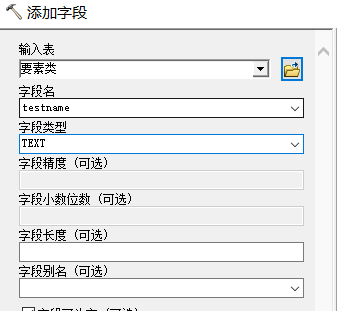 添加字段
输入表
要素类
字段名
testname
字段类型
TEXT
字段精度（可选）
字段小数位数（可选）
字段长度（可选）
字段别名（可选）